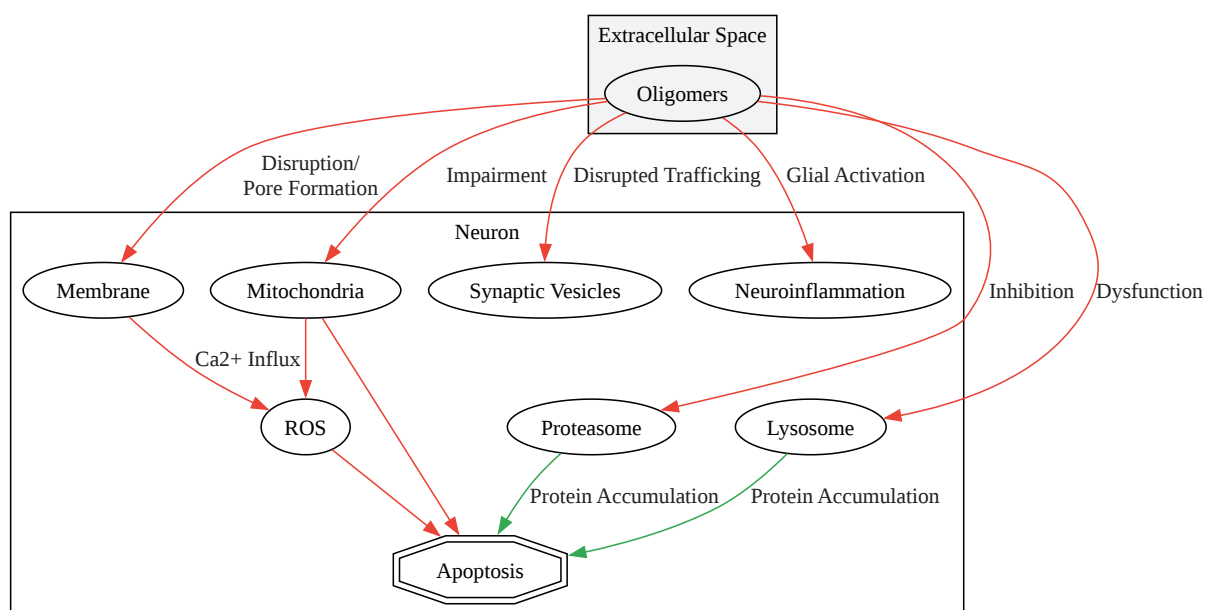 Extracellular Space
Oligomers
Disruption/
Pore Formation
Impairment
Disrupted Trafficking
Glial Activation
Neuron
Membrane
Mitochondria
Synaptic Vesicles
Neuroinflammation
Inhibition
Dysfunction
Ca2+ Influx
ROS
Proteasome
Lysosome
Protein Accumulation
Protein Accumulation
Apoptosis